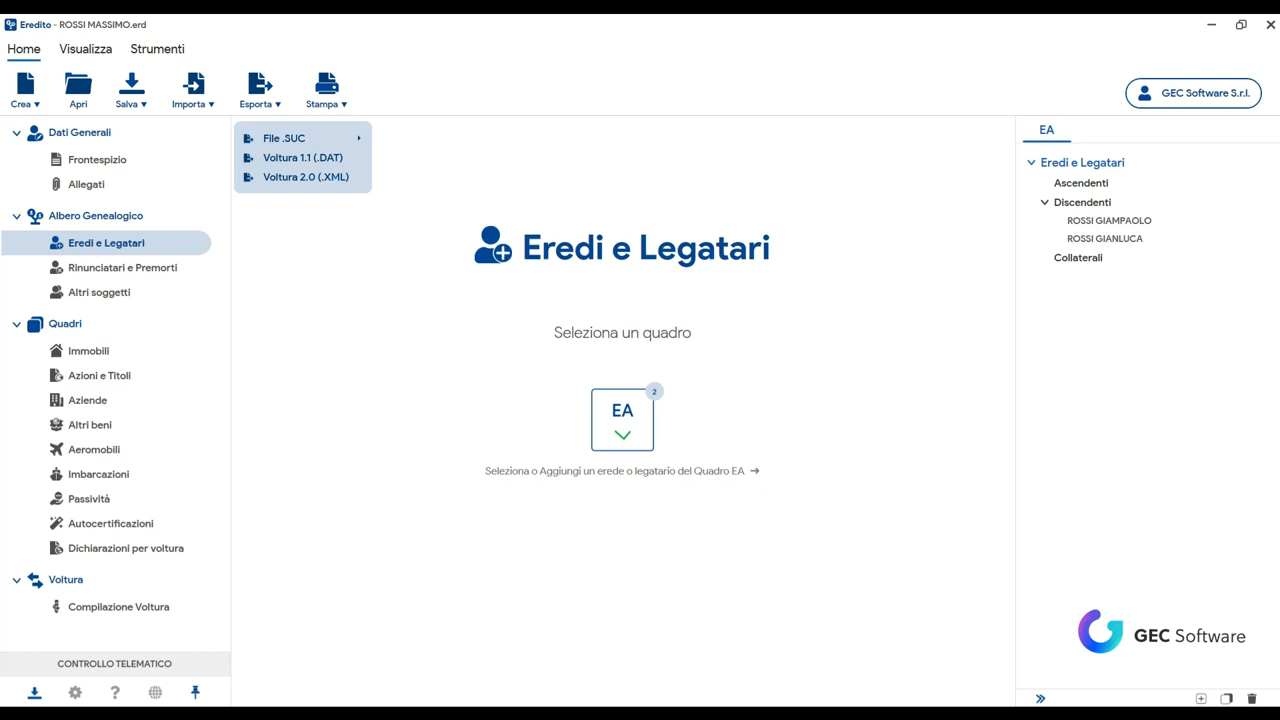 Eredito - ROSSI MASSIMO.erd
Home Visualizza Strumenti
Crea Apri Salva Importa Esporta Stampa
GEC Software S.r.l.
Dati Generali
Frontespizio
Allegati
Albero Genealogico
Eredi e Legatari
Rinunciatari e Premorti
Altri soggetti
Quadri
Immobili
Azioni e Titoli
Aziende
Altri beni
Aeromobili
Imbarcazioni
Passività
Autocertificazioni
Dichiarazioni per voltura
Voltura
Compilazione Voltura
CONTROLLO TELEMATICO
File .SUC
Voltura 1.1 (.DAT)
Voltura 2.0 (.XML)
Eredi e Legatari
Seleziona un quadro
2
EA
Seleziona o Aggiungi un erede o legatario del Quadro EA →
EA
Eredi e Legatari
Ascendenti
Discendenti
ROSSI GIAMPAOLO
ROSSI GIANLUCA
Collaterali
GEC Software